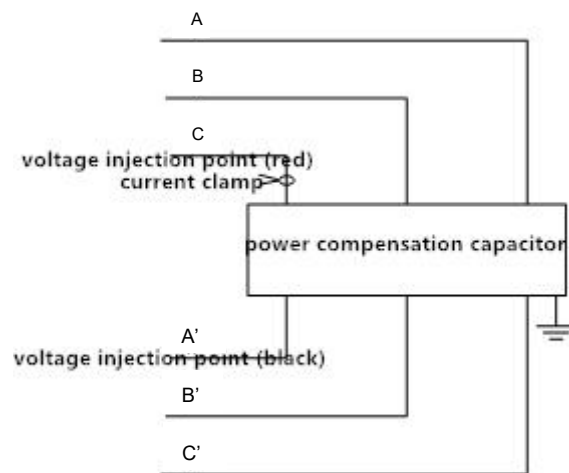 A
B
C
voltage injection point (red)
current clamp
power compensation capacitor
A'
voltage injection point (black)
B'
C'